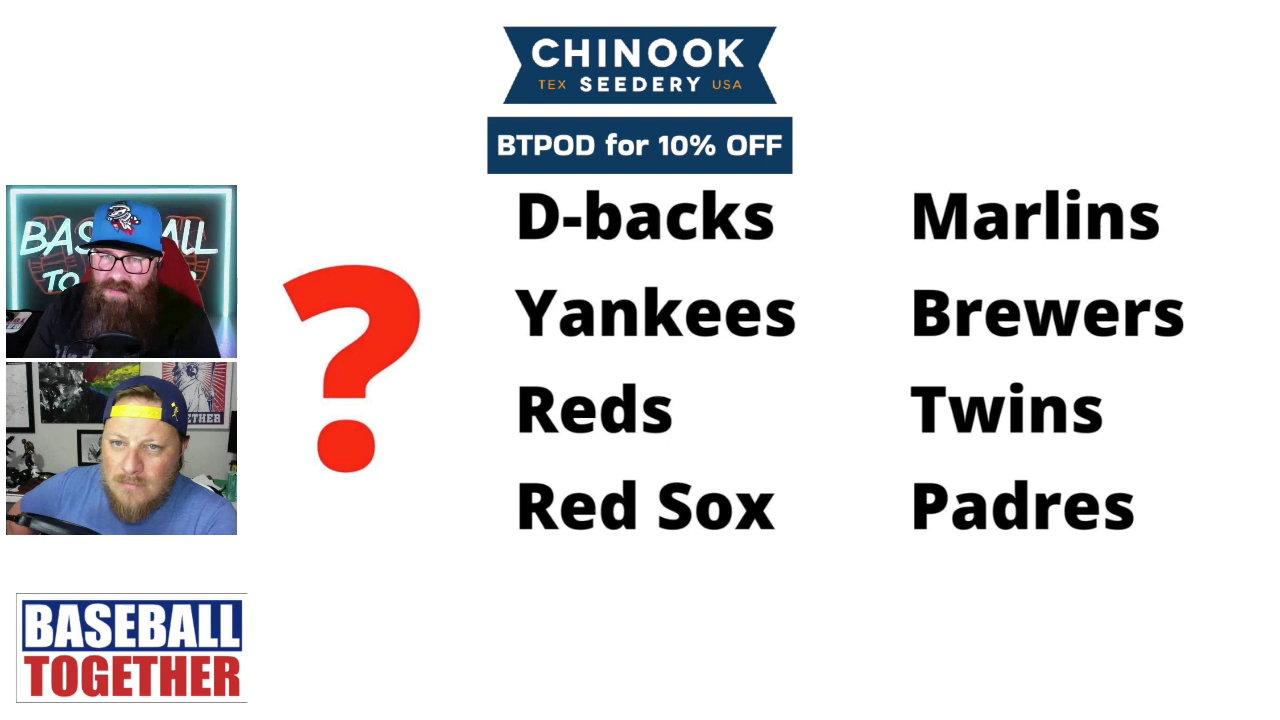 CHINOOK
TEX SEEDERY USA
BTPOD for 10% OFF
D-backs
Marlins
Yankees
Brewers
Reds
Twins
Red Sox
Padres
?
BASEBALL
TOGETHER